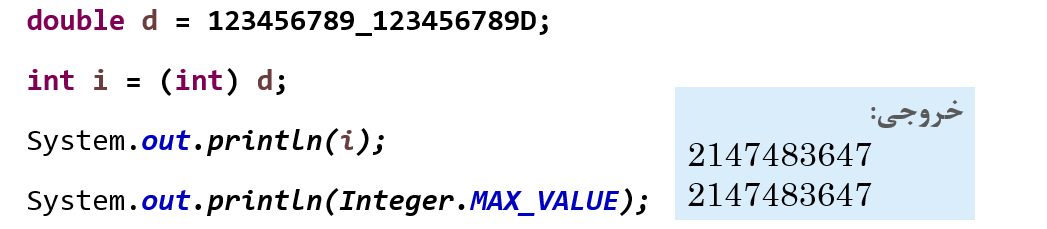 double d = 123456789_123456789D;
int i = (int) d;
System.out.println(i);
System.out.println(Integer.MAX_VALUE);
خروجی:
2147483647
2147483647